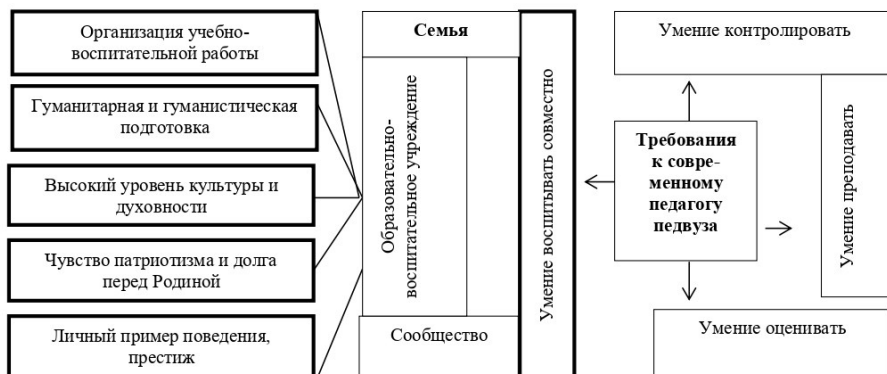 Организация учебно-
воспитательной работы
Гуманитарная и гуманистическая
подготовка
Высокий уровень культуры и
духовности
Чувство патриотизма и долга
перед Родиной
Личный пример поведения,
престиж
Семья
Образовательно-
воспитательное учреждение
Сообщество
Умение воспитывать совместно
Умение контролировать
Требования
к совре-
менному
педагогу
педвуза
Умение преподавать
Умение оценивать